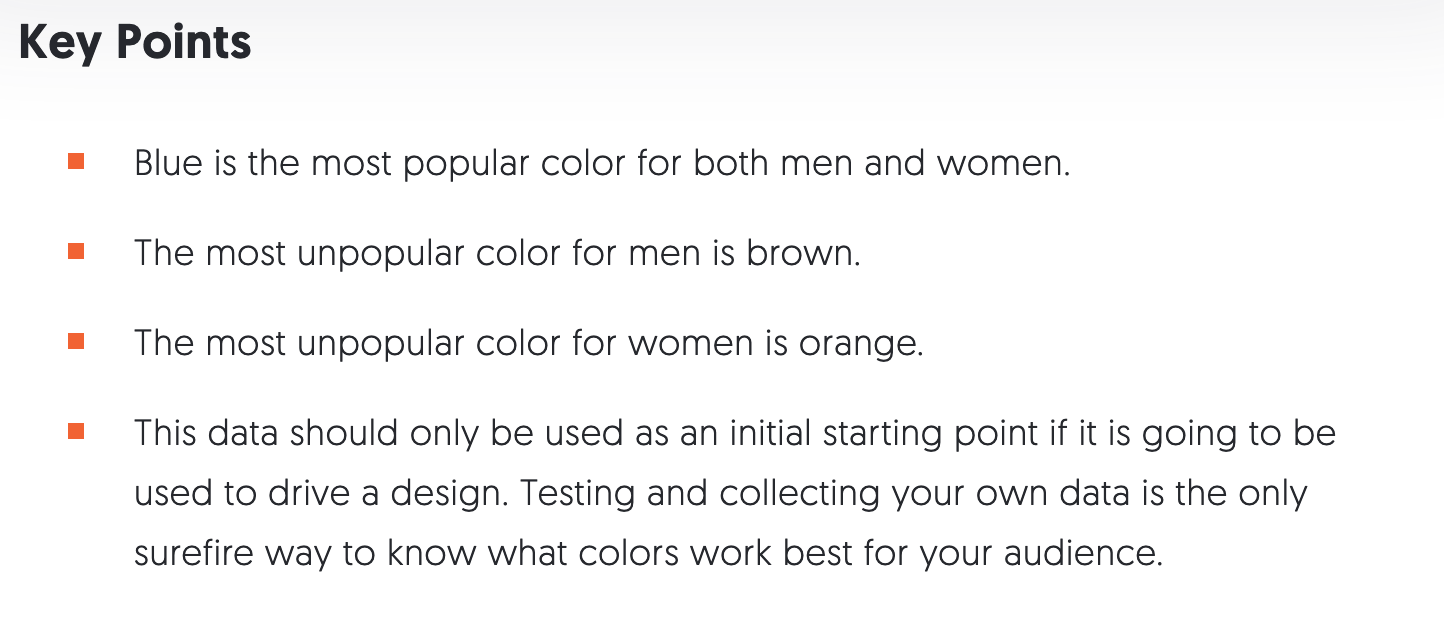 Key Points
Blue is the most popular color for both men and women.
The most unpopular color for men is brown.
The most unpopular color for women is orange.
This data should only be used as an initial starting point if it is going to be
used to drive a design. Testing and collecting your own data is the only
surefire way to know what colors work best for your audience.